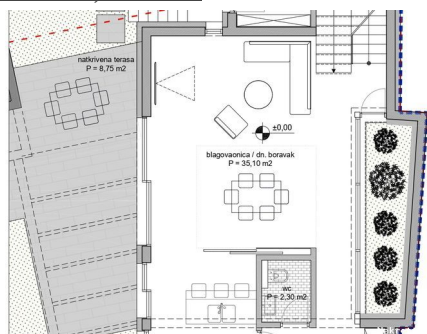 natkrivena terasa
P = 8,75 m2
±0,00
blagovaonica / dn. boravak
P = 35,10 m2
wc
P = 2,30 m2